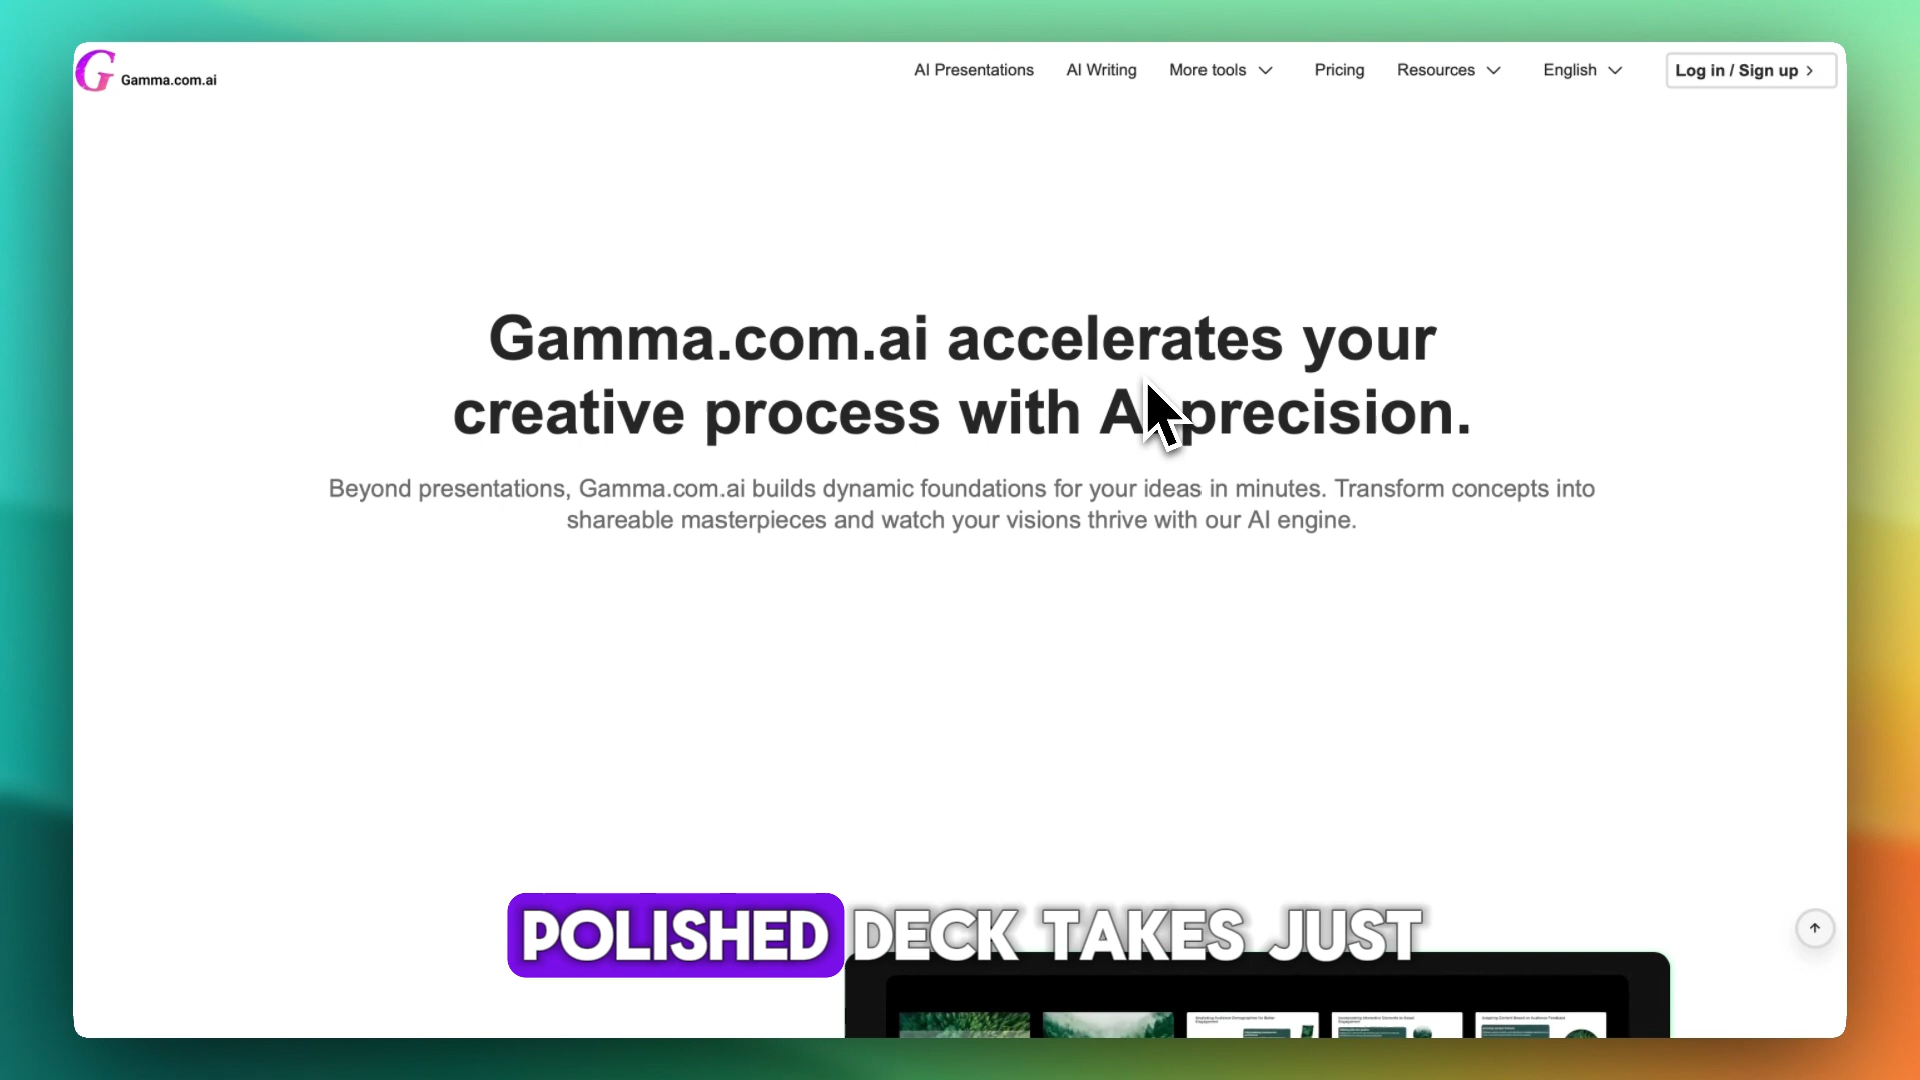 G Gamma.com.ai
AI Presentations AI Writing More tools Pricing Resources English Log in / Sign up >
Gamma.com.ai accelerates your
creative process with A precision.
Beyond presentations, Gamma.com.ai builds dynamic foundations for your ideas in minutes. Transform concepts into
shareable masterpieces and watch your visions thrive with our AI engine.
POLISHED DECK TAKES JUST